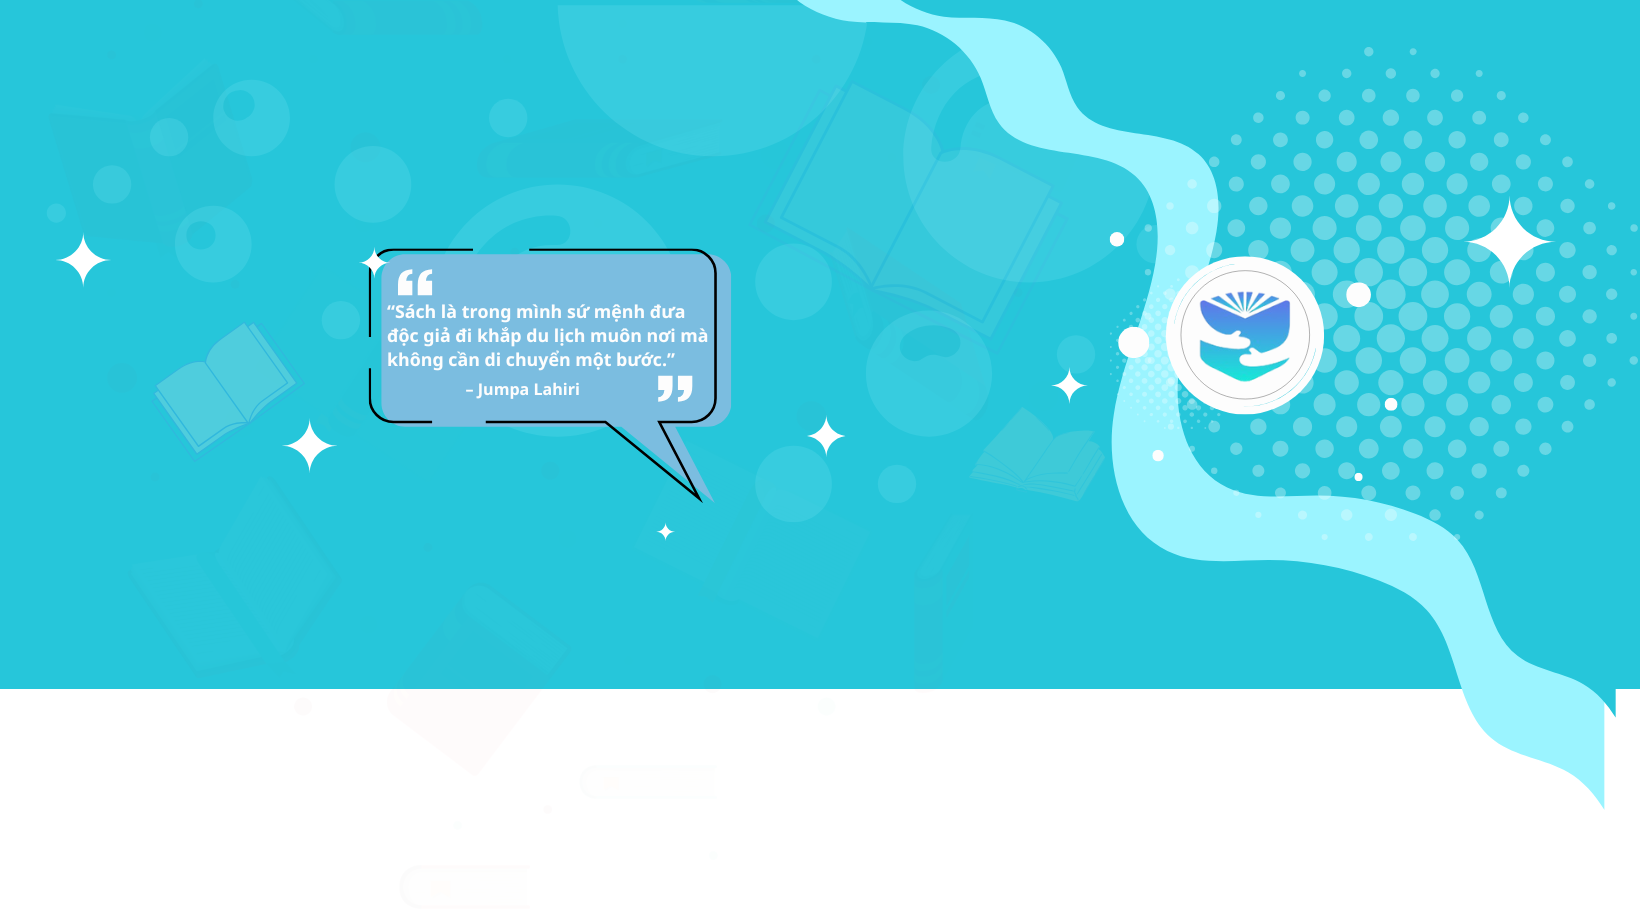 “Sách là trong mình sứ mệnh đưa
độc giả đi khắp du lịch muôn nơi mà
không cần di chuyển một bước.”
– Jumpa Lahiri